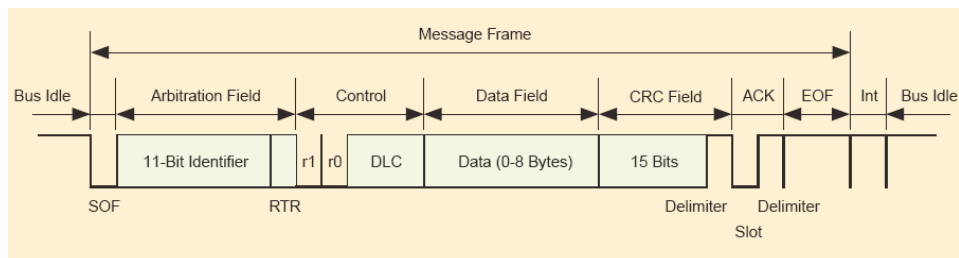 Message Frame
Bus Idle Arbitration Field Control Data Field CRC Field ACK EOF Int Bus Idle
11-Bit Identifier r1 r0 DLC Data (0-8 Bytes) 15 Bits
SOF RTR Delimiter Delimiter
Slot